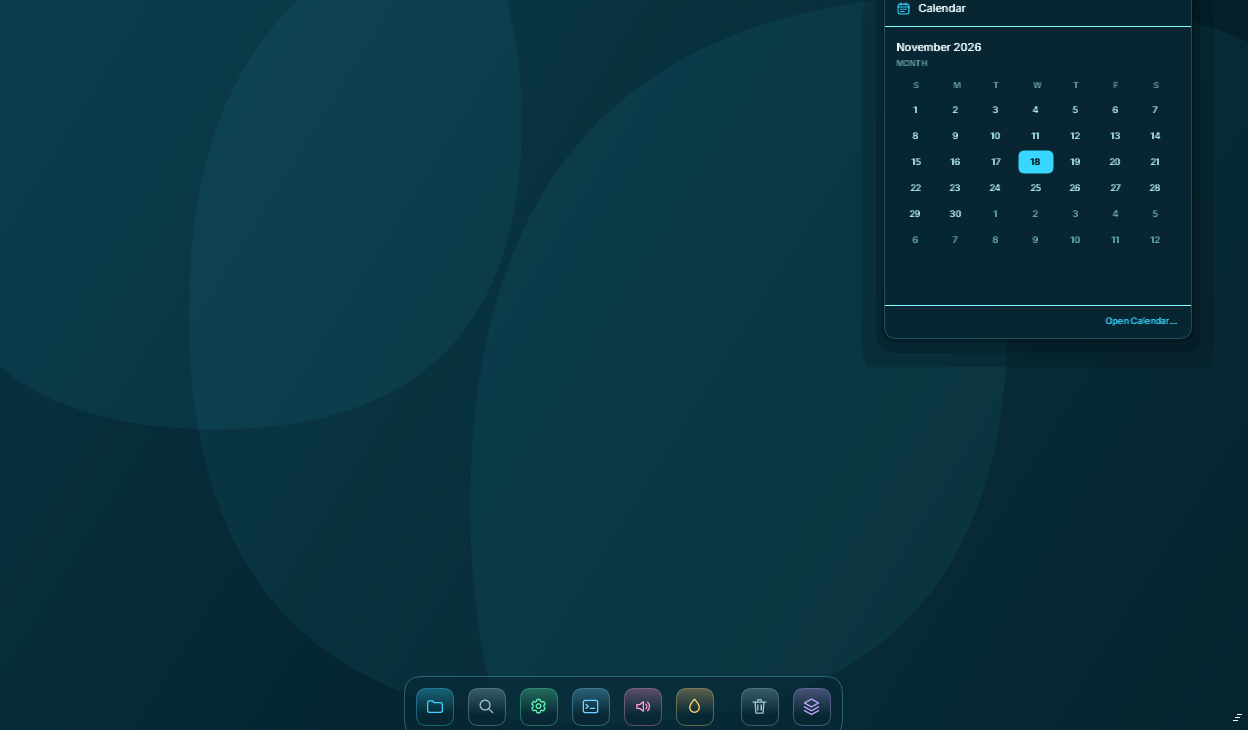 Calendar
November 2026
MONTH
S M T W T F S
1 2 3 4 5 6 7
8 9 10 11 12 13 14
15 16 17 18 19 20 21
22 23 24 25 26 27 28
29 30 1 2 3 4 5
6 7 8 9 10 11 12
Open Calendar...